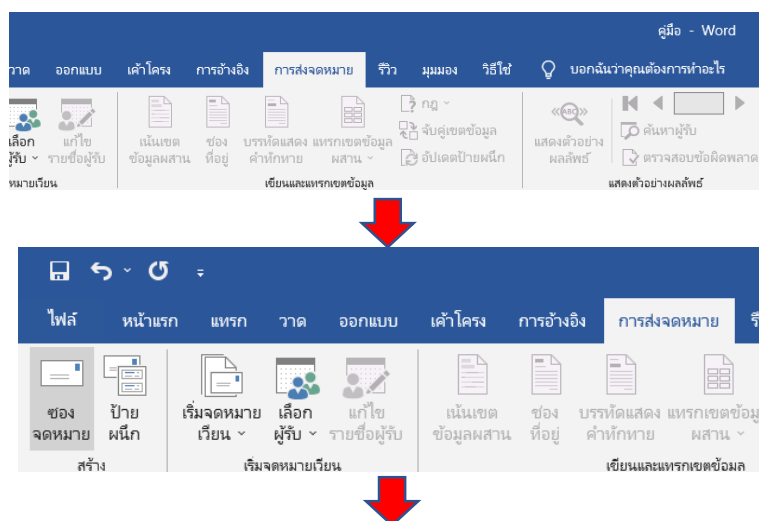 คู่มือ - Word
วาด ออกแบบ เค้าโครง การอ้างอิง การส่งจดหมาย รีวิว มุมมอง วิธีใช้ บอกฉันว่าคุณต้องการทำอะไร
เลือก แก้ไข เน้นเขต ช่อง บรรทัดแสดง แทรกเขตข้อมูล กฎ แสดงตัวอย่าง
ผู้รับ รายชื่อผู้รับ ข้อมูลผสาน ที่อยู่ คำทักทาย ผสาน จับคู่เขตข้อมูล ผลลัพธ์ ค้นหาผู้รับ
อัปเดตป้ายผนึก ตรวจสอบข้อผิดพลาด
หมายเวียน เขียนและแทรกเขตข้อมูล แสดงตัวอย่างผลลัพธ์
ไฟล์ หน้าแรก แทรก วาด ออกแบบ เค้าโครง การอ้างอิง การส่งจดหมาย
ซอง ป้าย เริ่มจดหมาย เลือก แก้ไข เน้นเขต ช่อง บรรทัดแสดง แทรกเขตข้อมู
จดหมาย ผนึก เวียน ผู้รับ รายชื่อผู้รับ ข้อมูลผสาน ที่อยู่ คำทักทาย ผสาน
สร้าง เริ่มจดหมายเวียน เขียนและแทรกเขตข้อมูล